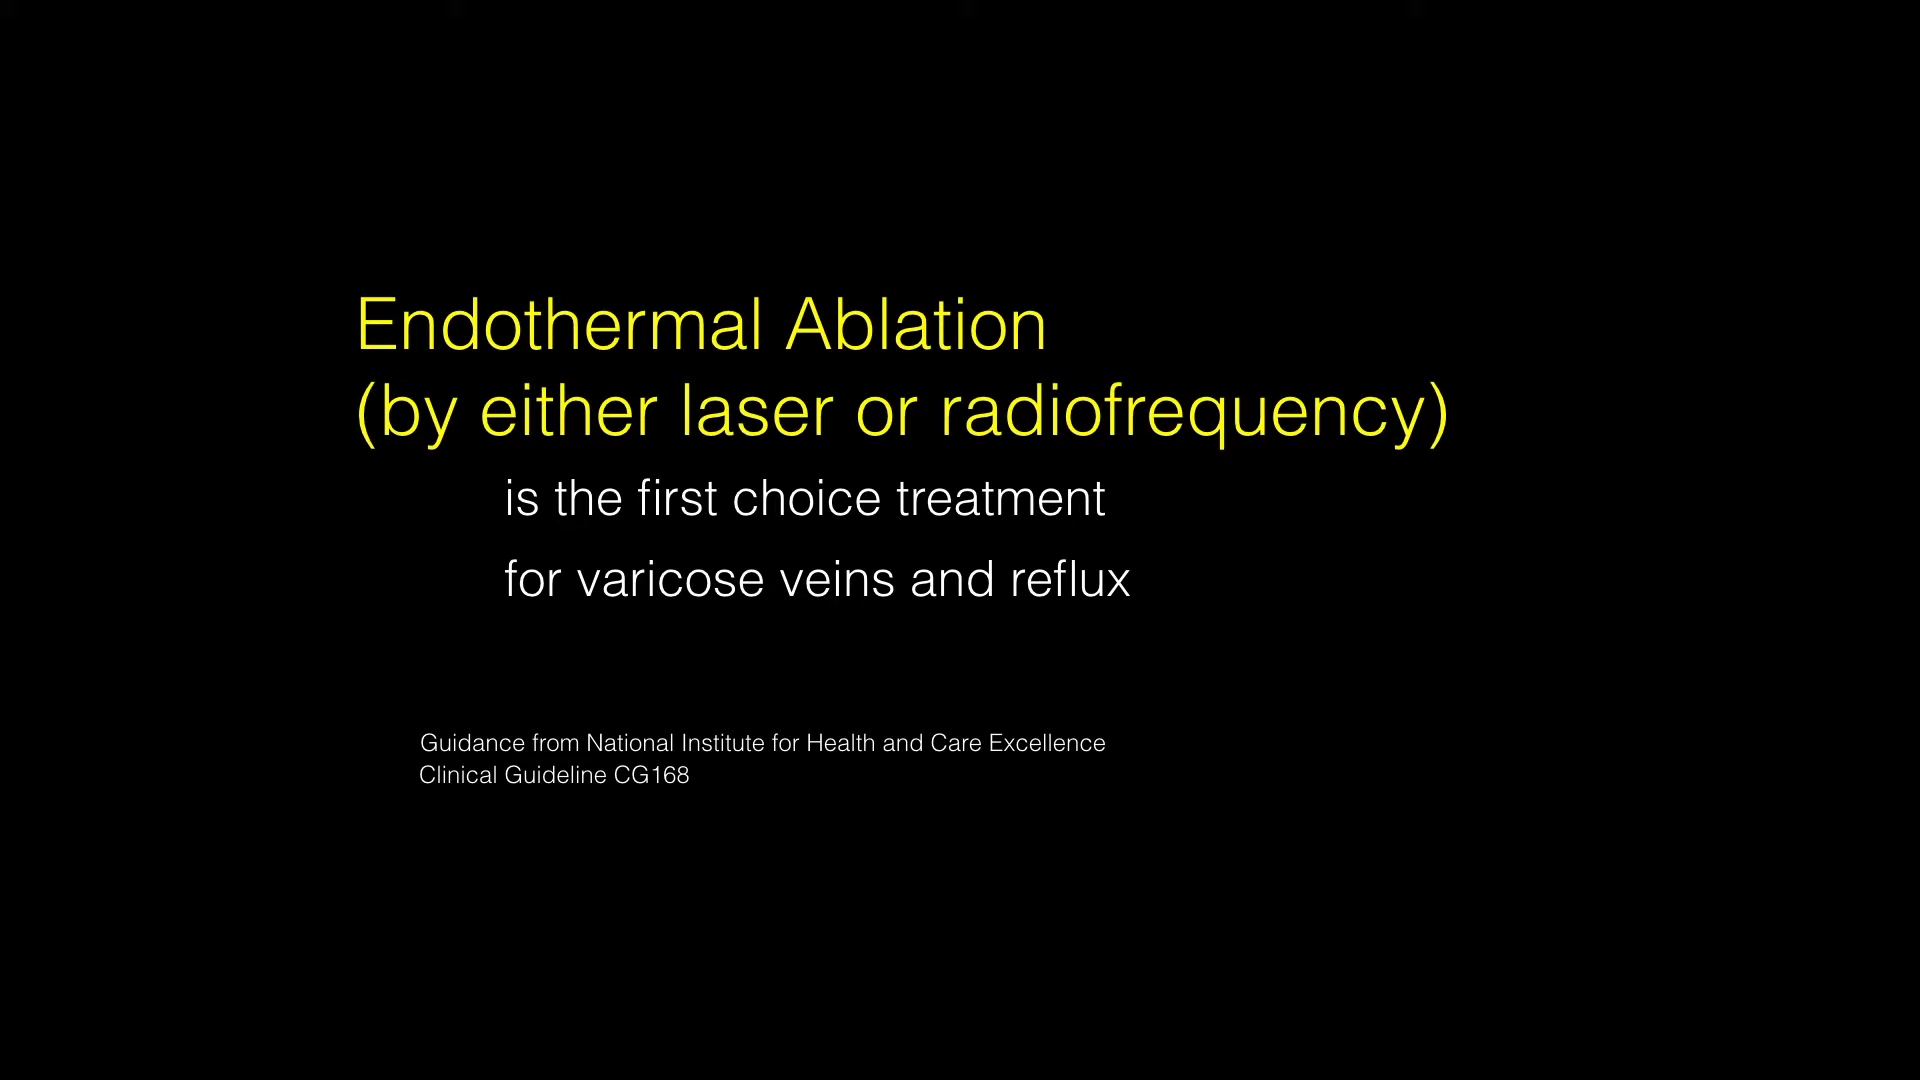 Endothermal Ablation
(by either laser or radiofrequency)
is the first choice treatment
for varicose veins and reflux
Guidance from National Institute for Health and Care Excellence
Clinical Guideline CG168